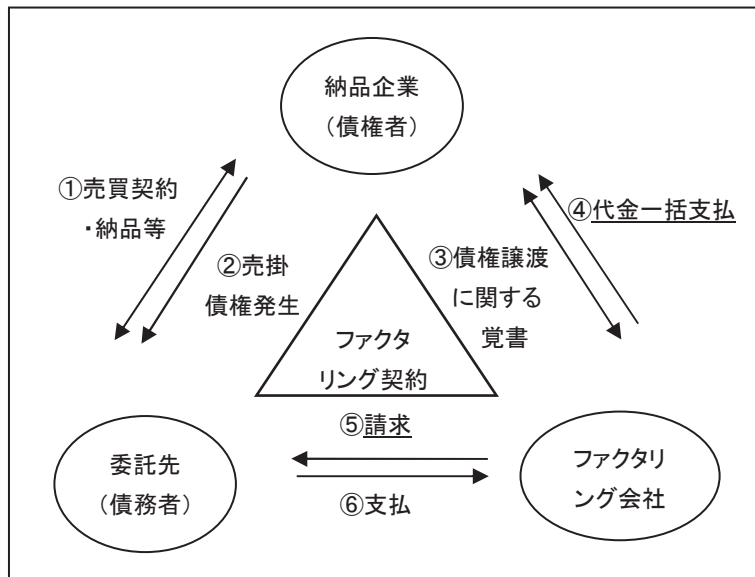 納品企業
（債権者）
①売買契約
・納品等
②売掛
債権発生
③債権譲渡
に関する
覚書
④代金一括支払
ファクタ
リング契約
⑤請求
⑥支払
委託先
（債務者）
ファクタリ
ング会社